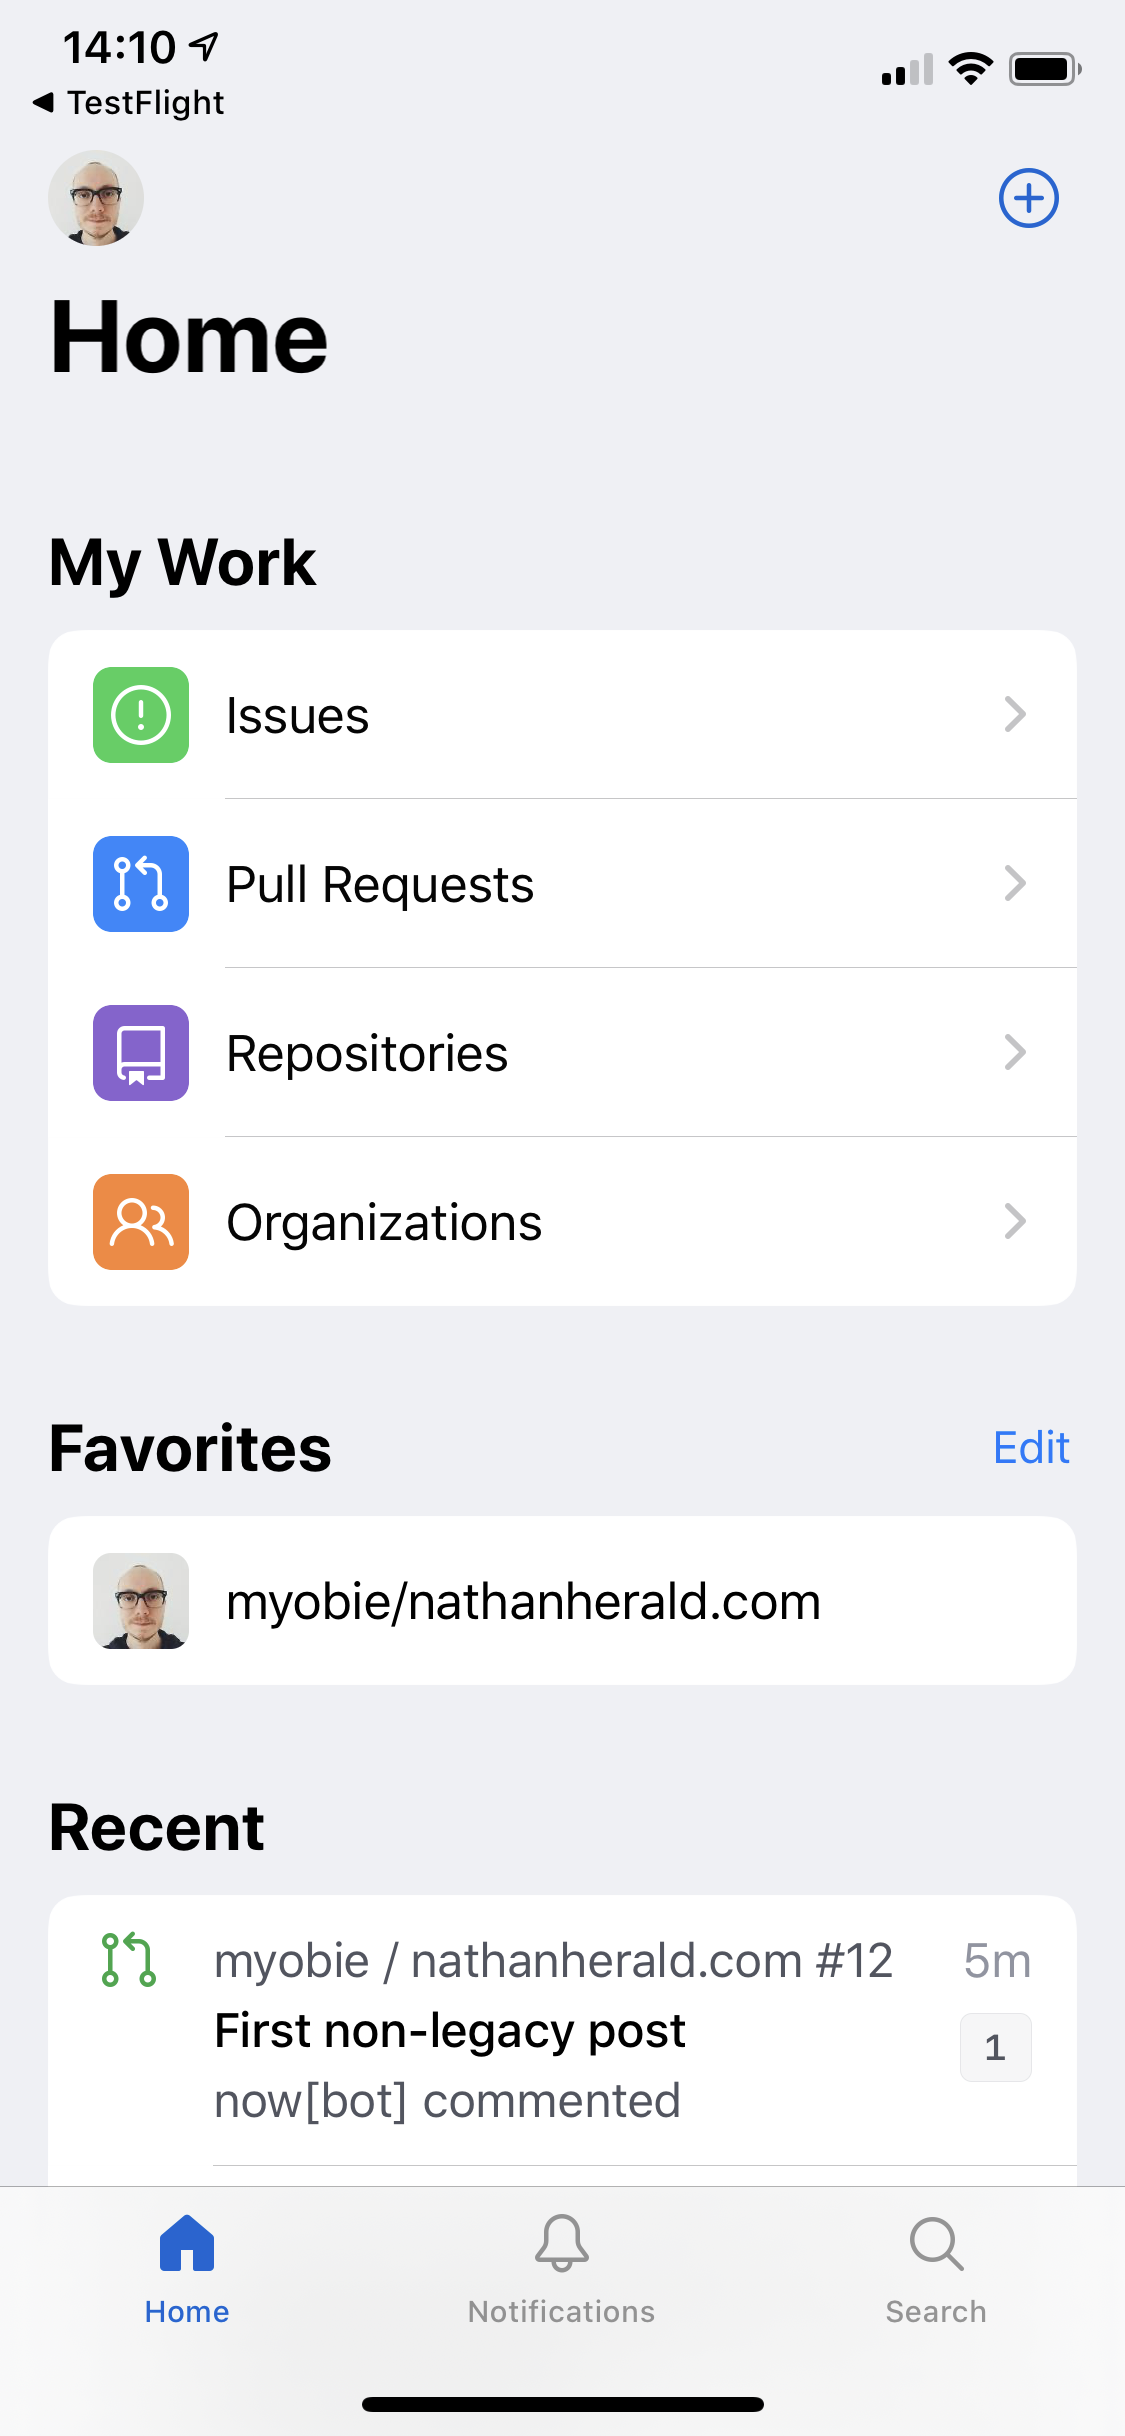 14:10
TestFlight
Home
My Work
Issues
Pull Requests
Repositories
Organizations
Favorites
Edit
myobie/nathanherald.com
Recent
myobie / nathanherald.com #12 5m
First non-legacy post
1
now[bot] commented
Home Notifications Search